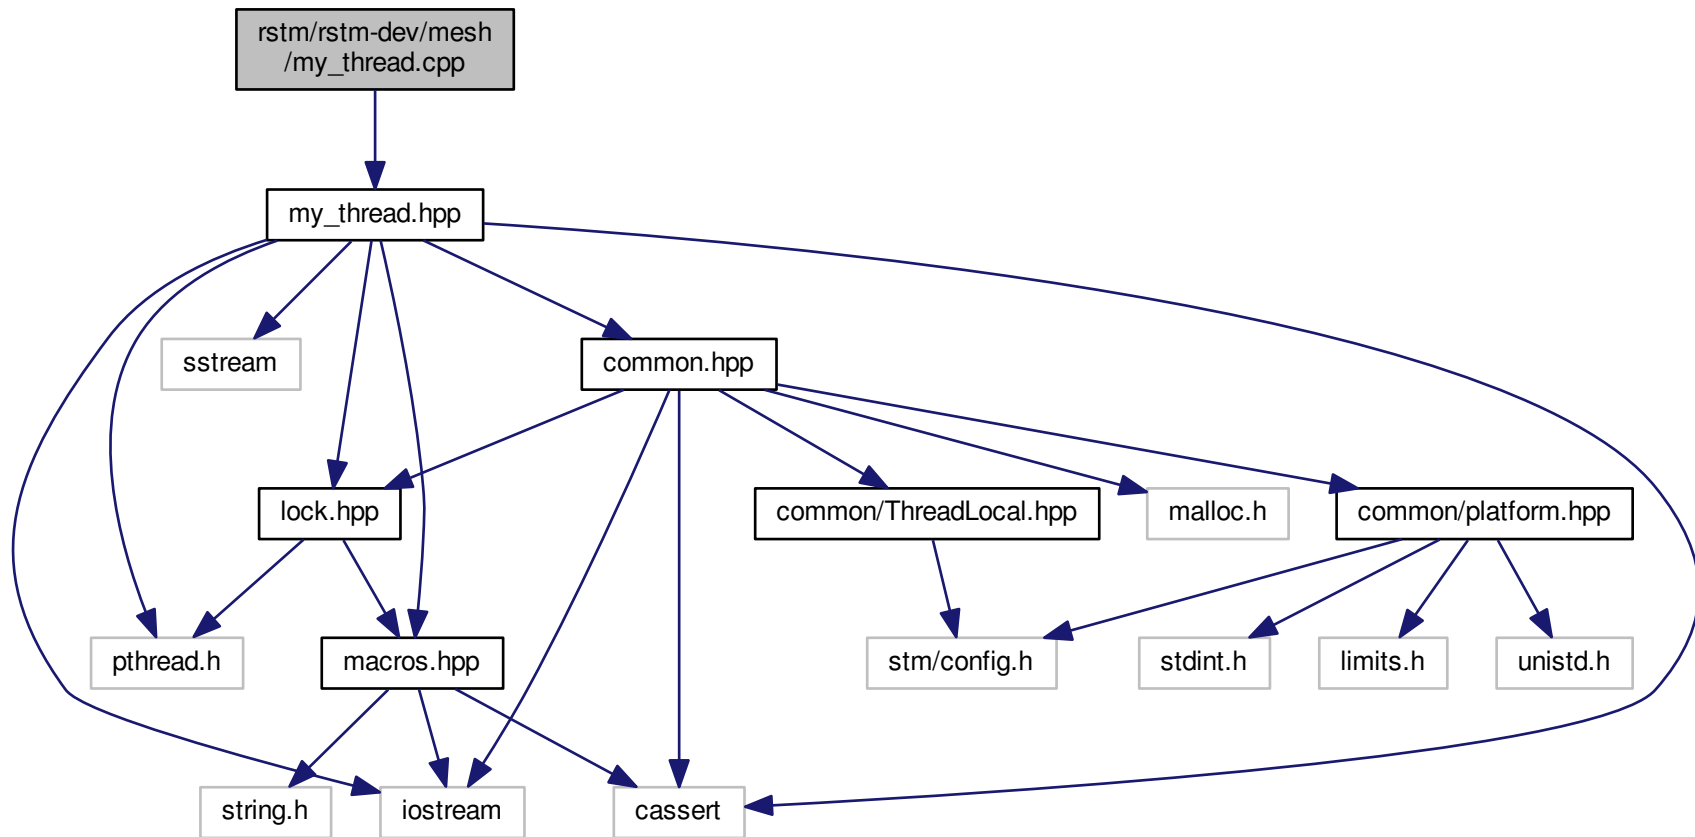 rstm/rstm-dev/mesh
/my_thread.cpp
my_thread.hpp
sstream
common.hpp
lock.hpp
common/ThreadLocal.hpp
malloc.h
common/platform.hpp
pthread.h
macros.hpp
stm/config.h
stdint.h
limits.h
unistd.h
string.h
iostream
cassert